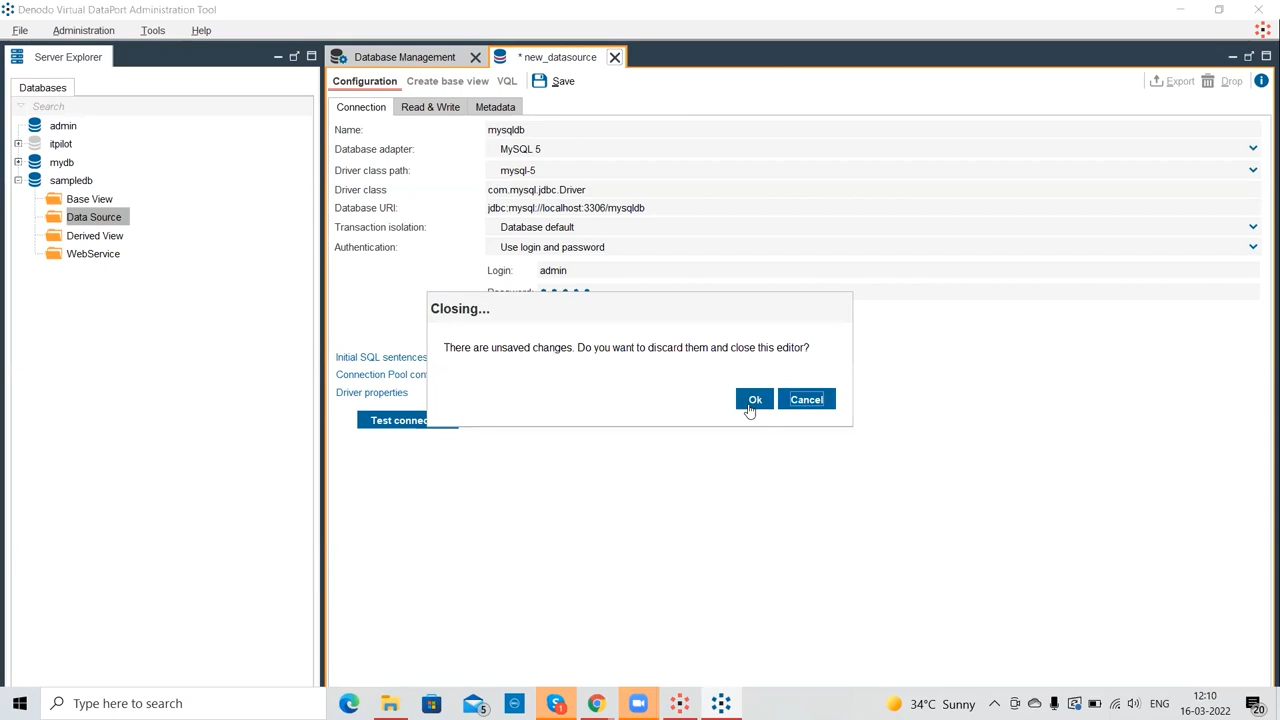 Denodo Virtual DataPort Administration Tool
File Administration Tools Help
Server Explorer
Database Management
* new_datasource
Databases
Search
admin
itpilot
mydb
sampledb
Base View
Data Source
Derived View
WebService
Configuration Create base view VQL Save
Export Drop
Connection Read & Write Metadata
Name: mysqldb
Database adapter: MySQL 5
Driver class path: mysql-5
Driver class com.mysql.jdbc.Driver
Database URI: jdbc:mysql://localhost:3306/mysqldb
Transaction isolation: Database default
Authentication: Use login and password
Login: admin
Password:
Closing...
There are unsaved changes. Do you want to discard them and close this editor?
Ok Cancel
Initial SQL sentences
Connection Pool con
Driver properties
Test connec
Type here to search
5
1
34°C Sunny
ENG
12:10
16-03-2022
20